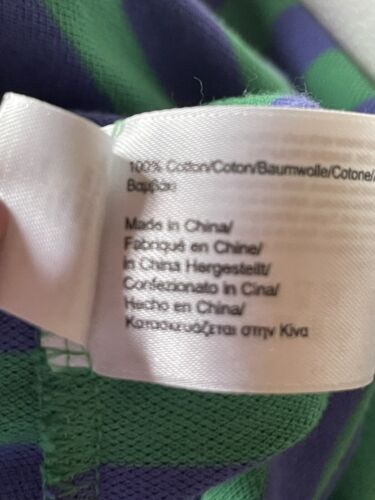 100% Cotton/Coton/Baumwolle/Cotone/
Βαμβάκι
Made in China/
Fabriqué en Chine/
in China Hergestellt/
Confezionato in Cina/
Hecho en China/
Κατασκευάζεται στην Κίνα